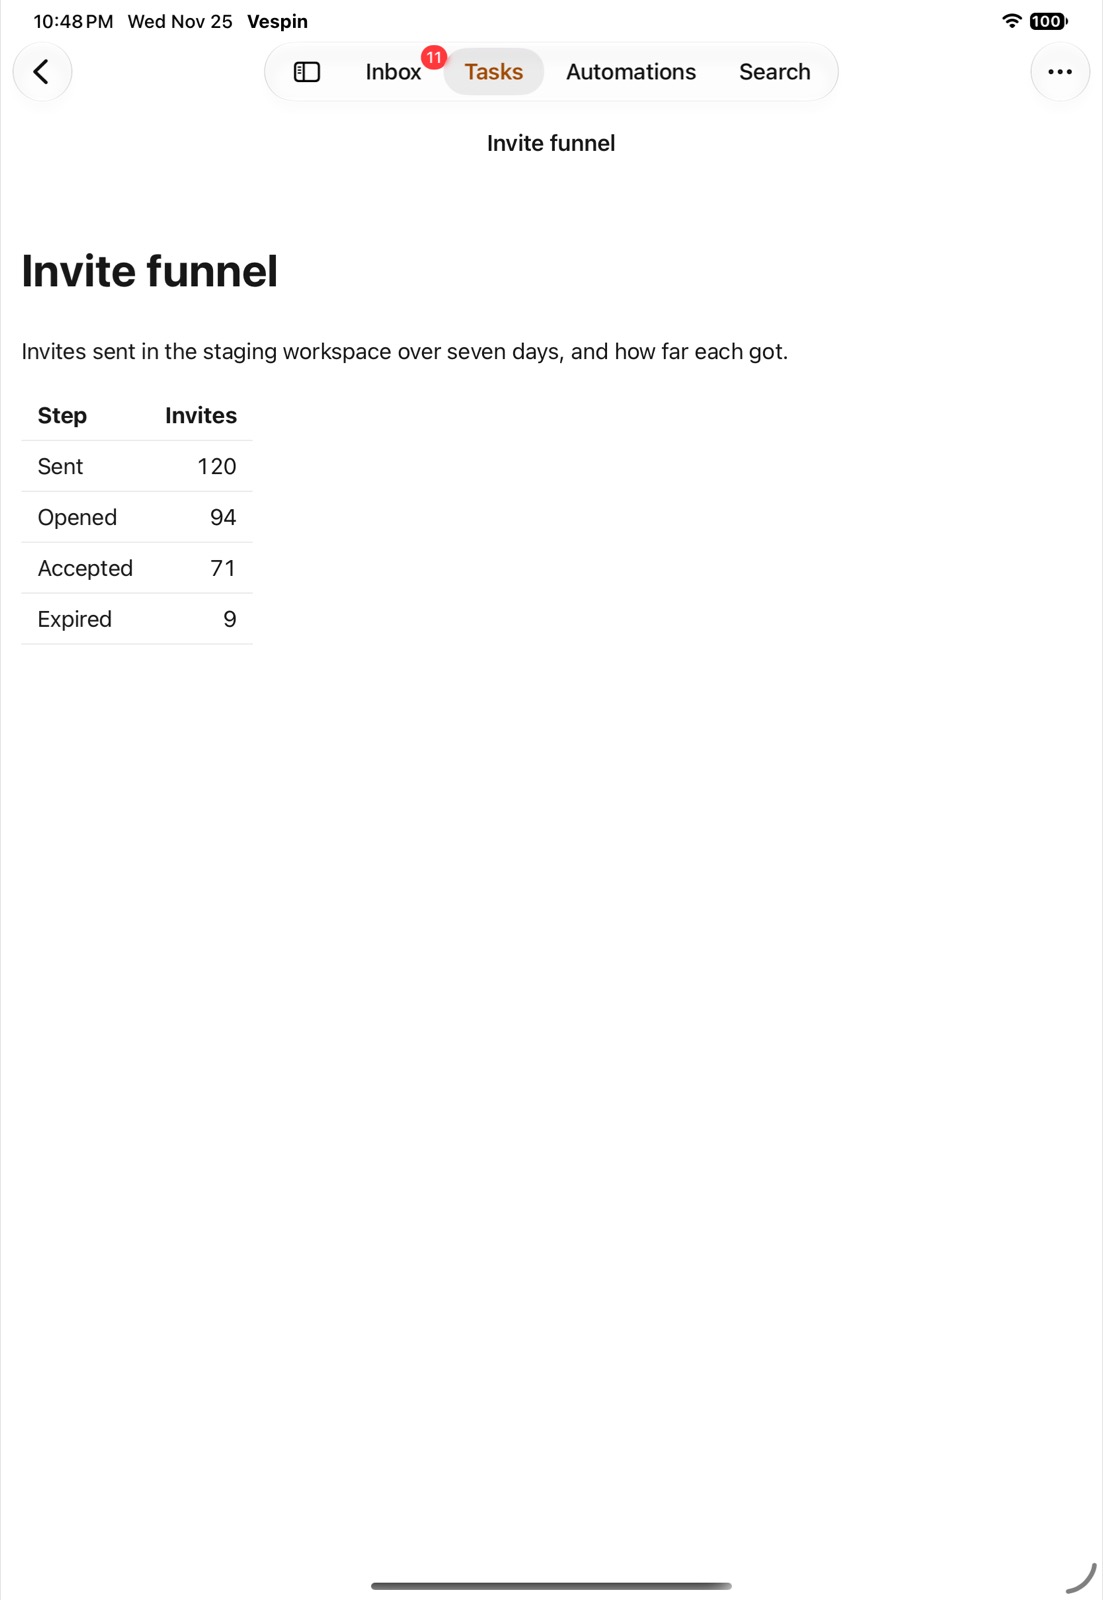 10:48 PM Wed Nov 25 Vespin 100
Inbox 11 Tasks Automations Search
Invite funnel
Invite funnel
Invites sent in the staging workspace over seven days, and how far each got.
Step Invites
Sent 120
Opened 94
Accepted 71
Expired 9